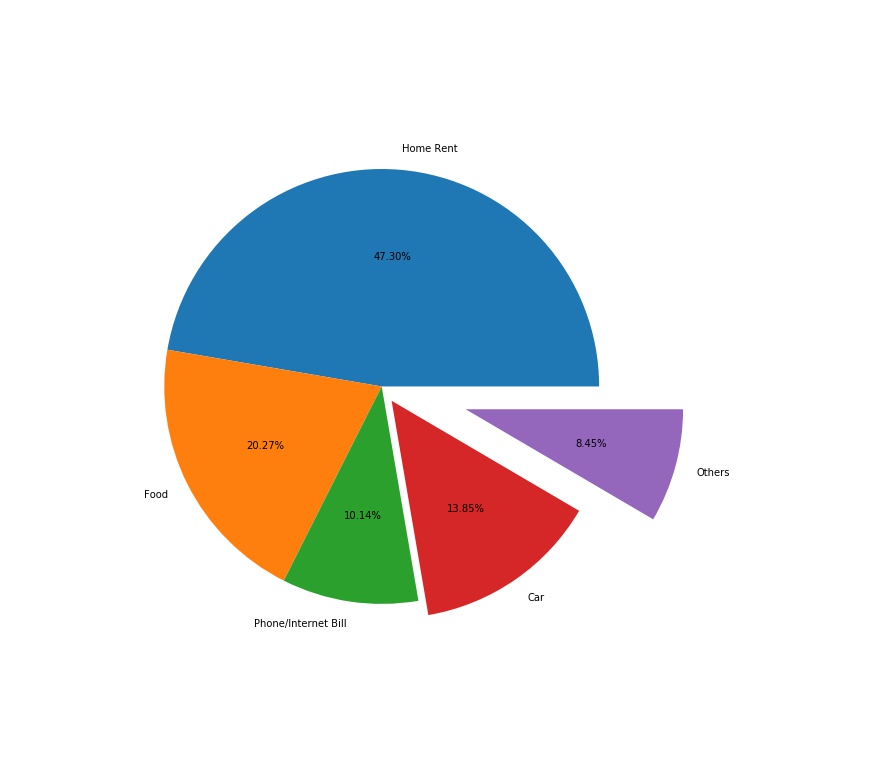 Home Rent
47.30%
20.27%
Food
10.14%
Phone/Internet Bill
13.85%
Car
8.45%
Others